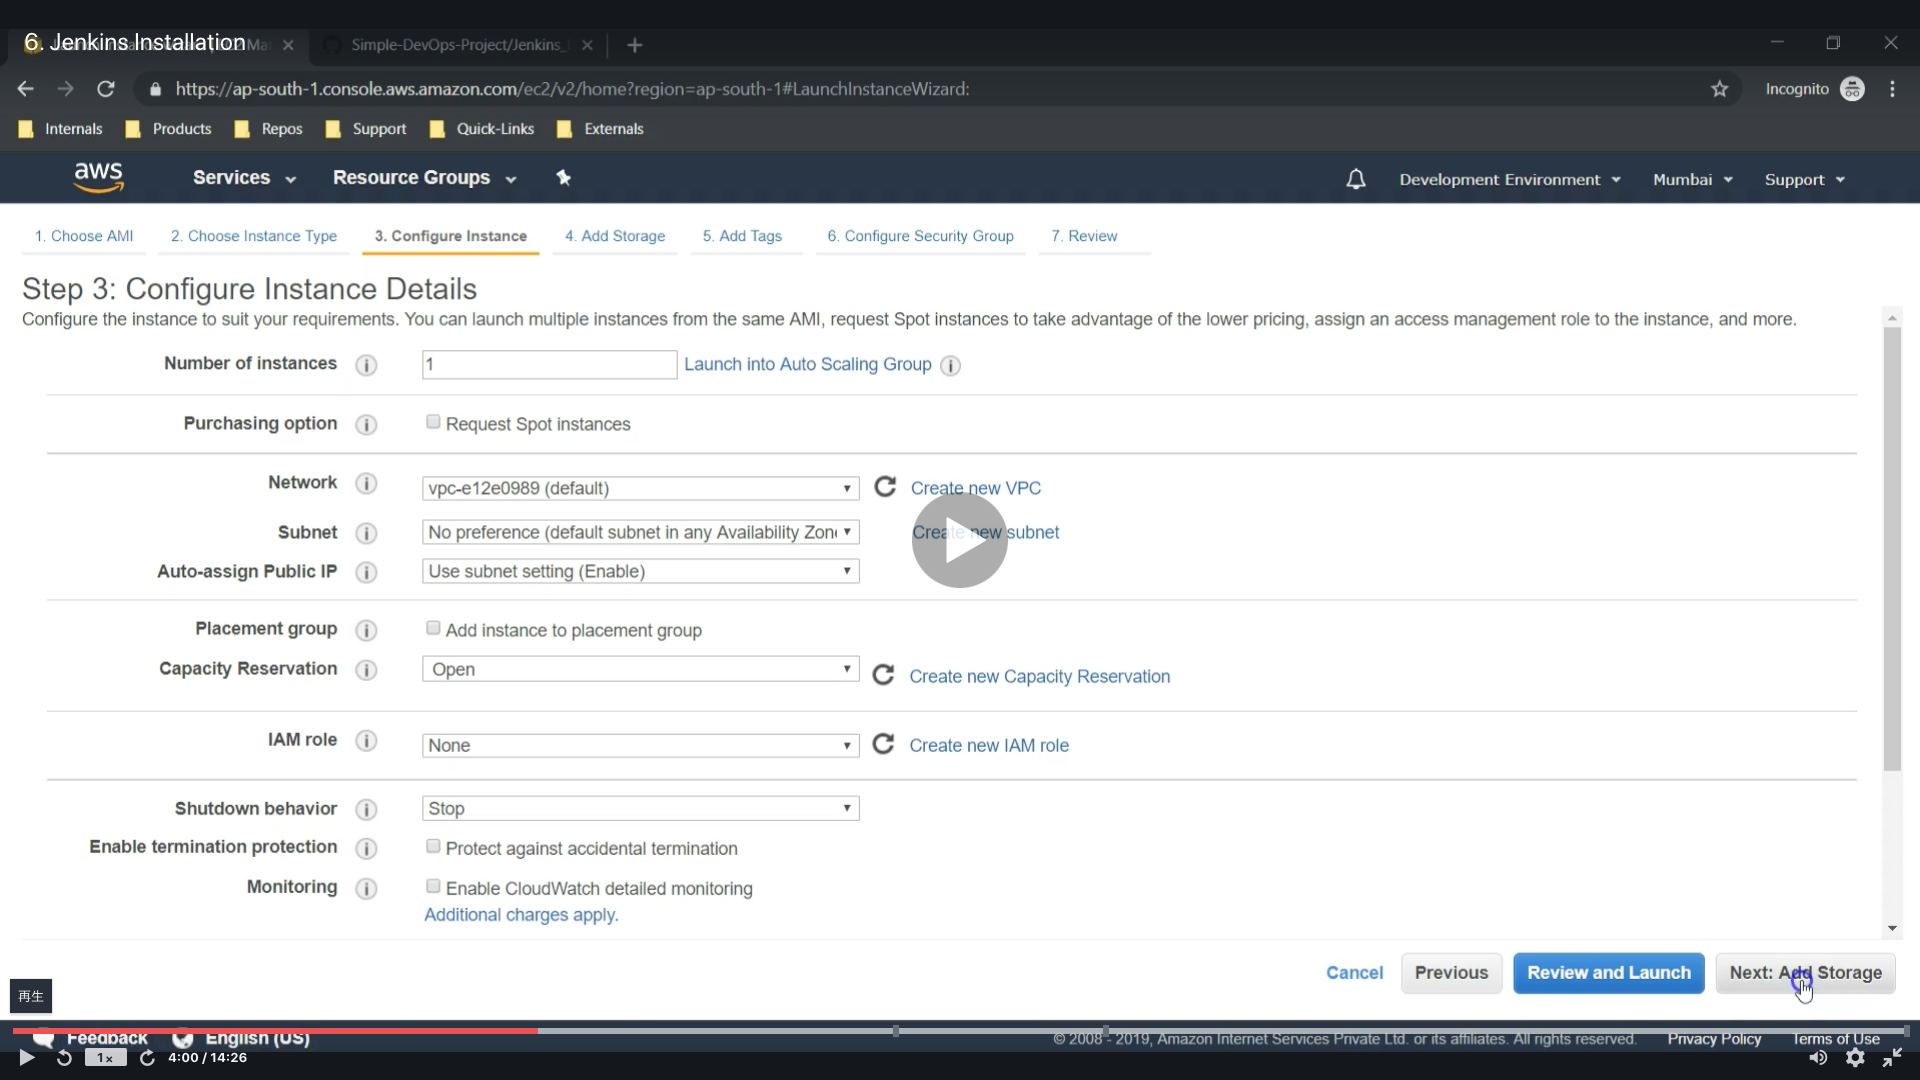 6. Jenkins Installation
Simple-DevOps-Project/Jenkins_
https://ap-south-1.console.aws.amazon.com/ec2/v2/home?region=ap-south-1#LaunchInstanceWizard:
Incognito
Internals Products Repos Support Quick-Links Externals
aws Services Resource Groups Development Environment Mumbai Support
1. Choose AMI 2. Choose Instance Type 3. Configure Instance 4. Add Storage 5. Add Tags 6. Configure Security Group 7. Review
Step 3: Configure Instance Details
Configure the instance to suit your requirements. You can launch multiple instances from the same AMI, request Spot instances to take advantage of the lower pricing, assign an access management role to the instance, and more.
Number of instances i 1 Launch into Auto Scaling Group i
Purchasing option i Request Spot instances
Network i vpc-e12e0989 (default) Create new VPC
Subnet i No preference (default subnet in any Availability Zon Create new subnet
Auto-assign Public IP i Use subnet setting (Enable)
Placement group i Add instance to placement group
Capacity Reservation i Open Create new Capacity Reservation
IAM role i None Create new IAM role
Shutdown behavior i Stop
Enable termination protection i Protect against accidental termination
Monitoring i Enable CloudWatch detailed monitoring
Additional charges apply.
Cancel Previous Review and Launch Next: Add Storage
再生
Feedback English (US) © 2008 - 2019, Amazon Internet Services Private Ltd. or its affiliates. All rights reserved. Privacy Policy Terms of Use
1x 4:00 / 14:26